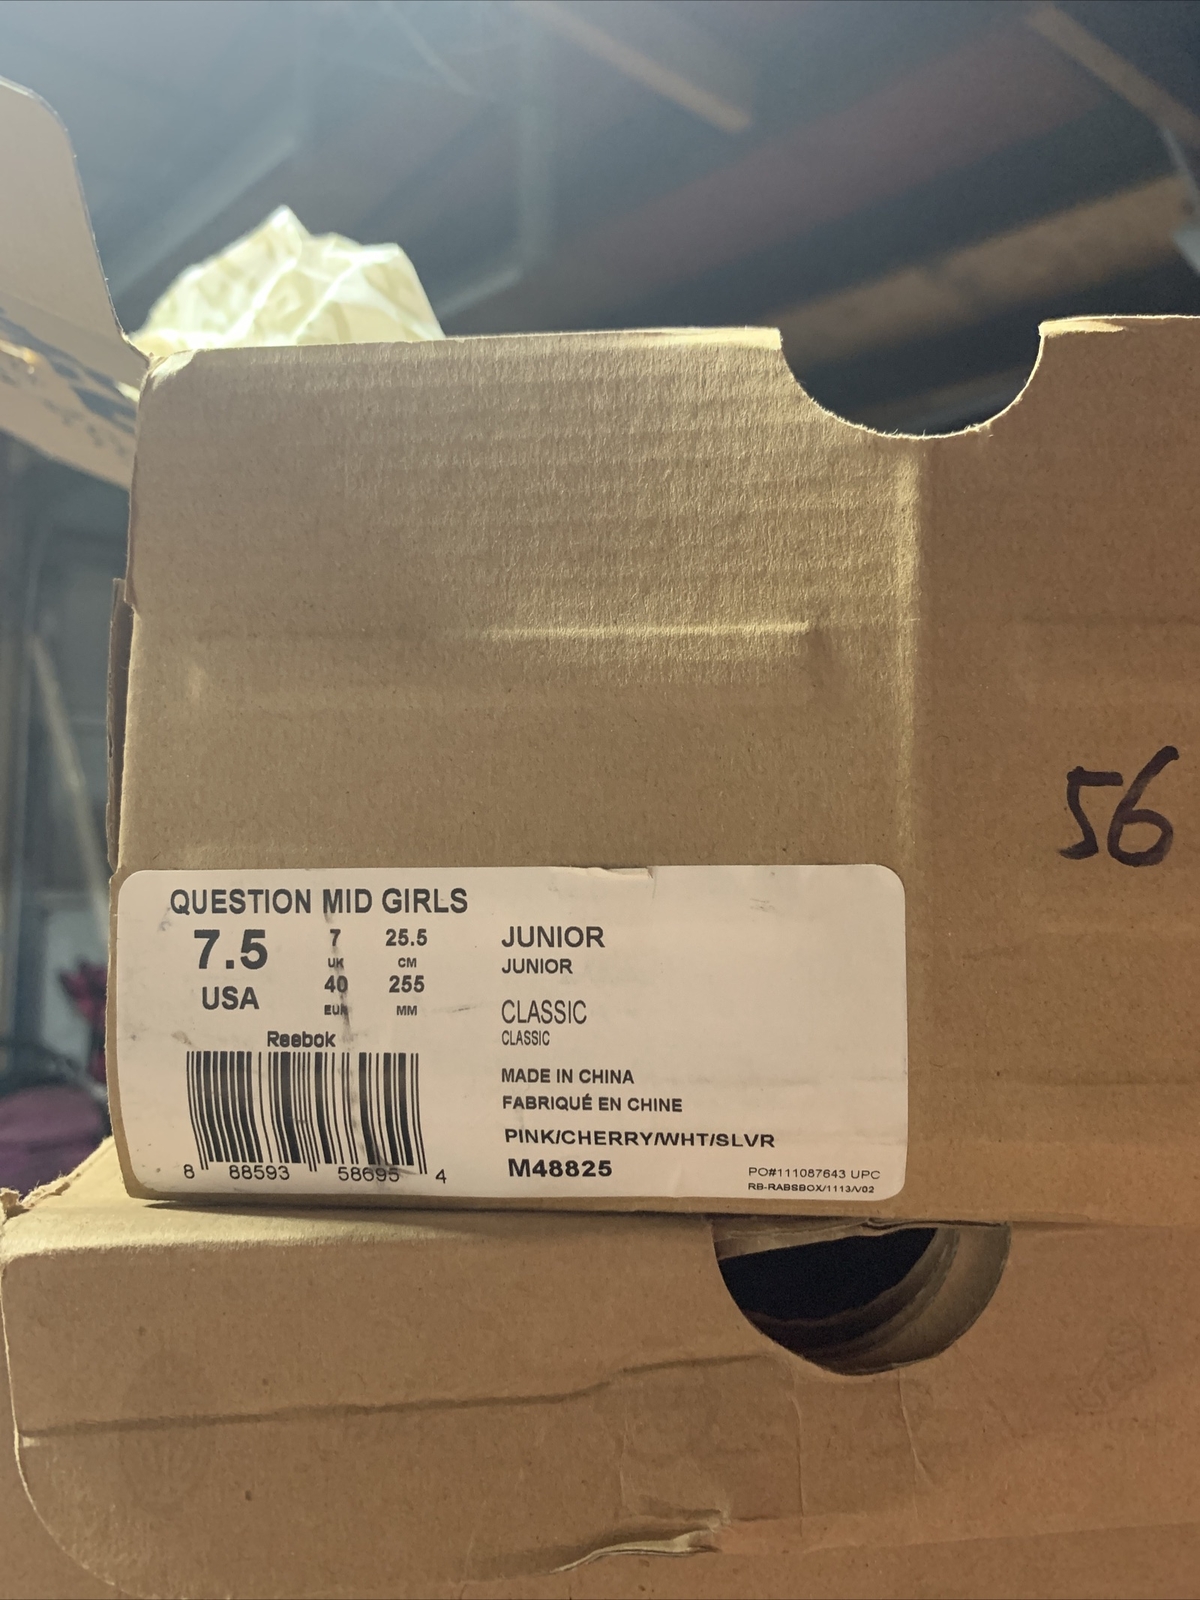 56
QUESTION MID GIRLS
7.5 7 25.5
UK CM
USA 40 255
EUR MM
Reebok
8 88593 58695 4
JUNIOR
JUNIOR
CLASSIC
CLASSIC
MADE IN CHINA
FABRIQUÉ EN CHINE
PINK/CHERRY/WHT/SLVR
M48825
PO#111087643 UPC
RB-RABSBOX/1113/V02